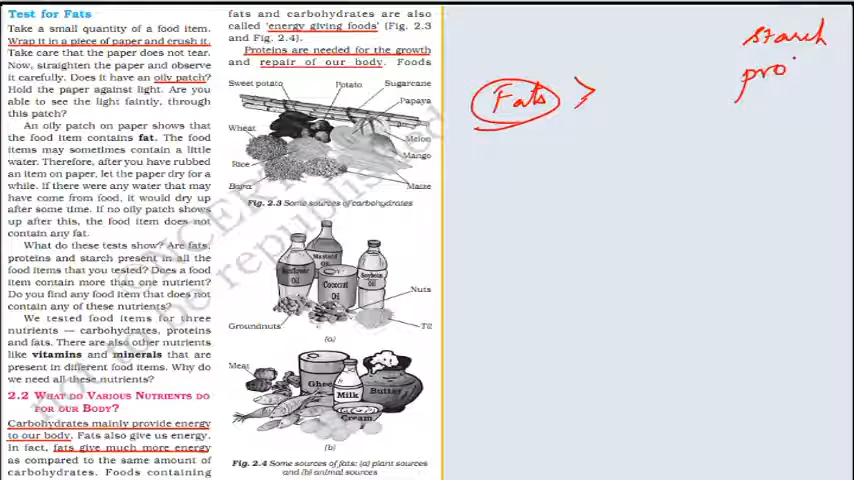 Test for Fats
Take a small quantity of a food item.
Wrap it in a piece of paper and crush it.
Take care that the paper does not tear.
Now, straighten the paper and observe
it carefully. Does it have an oily patch?
Hold the paper against light. Are you
able to see the light faintly, through
this patch?
An oily patch on paper shows that
the food item contains fat. The food
items may sometimes contain a little
water. Therefore, after you have rubbed
an item on paper, let the paper dry for a
while. If there were any water that may
have come from food, it would dry up
after some time. If no oily patch shows
up after this, the food item does not
contain any fat.
What do these tests show? Are fats,
proteins and starch present in all the
food items that you tested? Does a food
item contain more than one nutrient?
Do you find any food item that does not
contain any of these nutrients?
We tested food items for three
nutrients — carbohydrates, proteins
and fats. There are also other nutrients
like vitamins and minerals that are
present in different food items. Why do
we need all these nutrients?
2.2 WHAT DO VARIOUS NUTRIENTS DO
FOR OUR BODY?
Carbohydrates mainly provide energy
to our body. Fats also give us energy.
In fact, fats give much more energy
as compared to the same amount of
carbohydrates. Foods containing
fats and carbohydrates are also
called 'energy giving foods' (Fig. 2.3
and Fig. 2.4).
Proteins are needed for the growth
and repair of our body. Foods
Sweet potato
Potato
Sugarcane
Papaya
Wheat
Melon
Mango
Rice
Bajra
Maize
Fig. 2.3 Some sources of carbohydrates
Mustard
Oil
Sunflower
Oil
Coconut
Oil
Soybean
Oil
Nuts
Groundnuts
Til
(a)
Meat
Ghee
Milk
Butter
Cream
(b)
Fig. 2.4 Some sources of fats: (a) plant sources
and (b) animal sources
Fats >
starch
pro
not to be republished